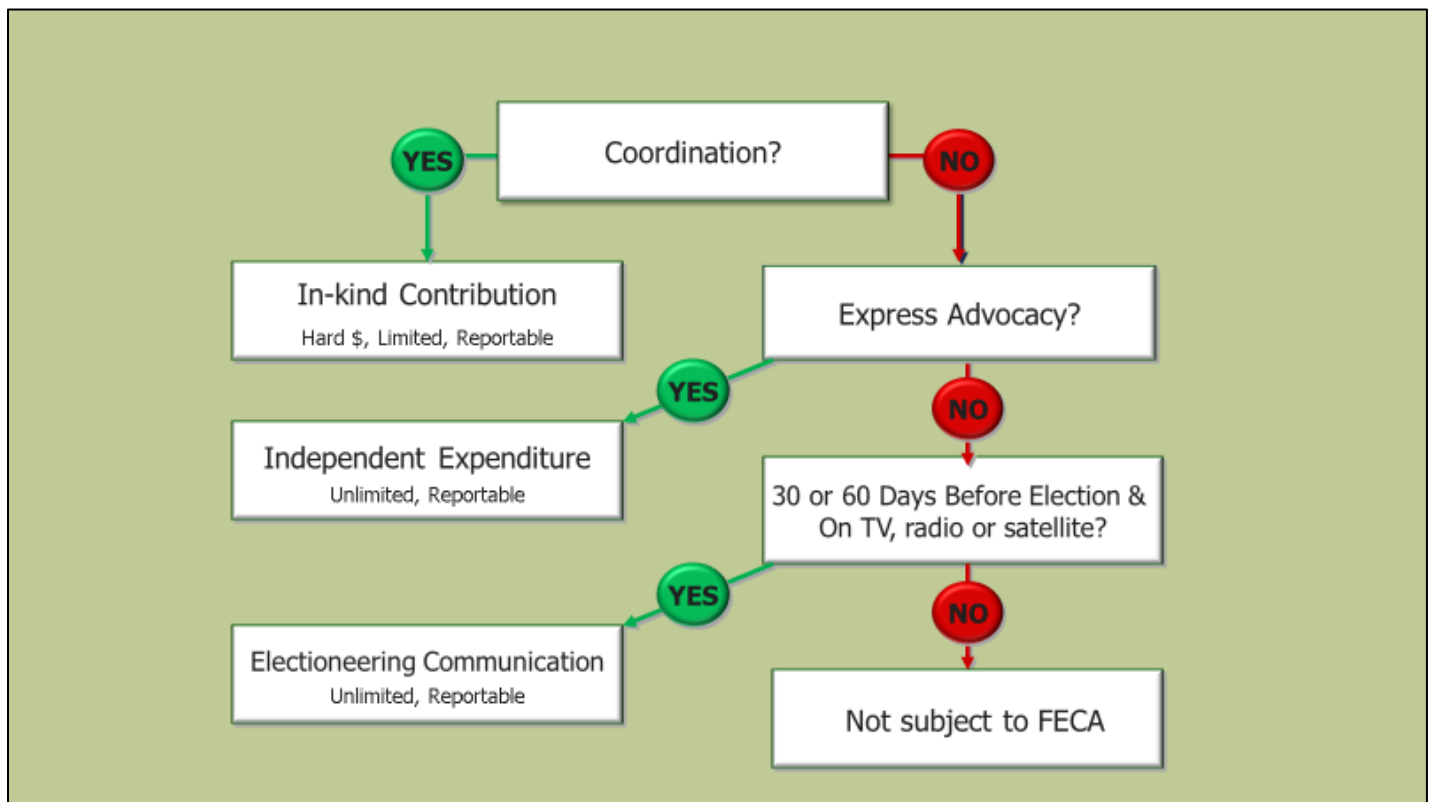 Coordination?
YES
NO
In-kind Contribution
Hard $, Limited, Reportable
Express Advocacy?
YES
NO
Independent Expenditure
Unlimited, Reportable
30 or 60 Days Before Election &
On TV, radio or satellite?
YES
NO
Electioneering Communication
Unlimited, Reportable
Not subject to FECA